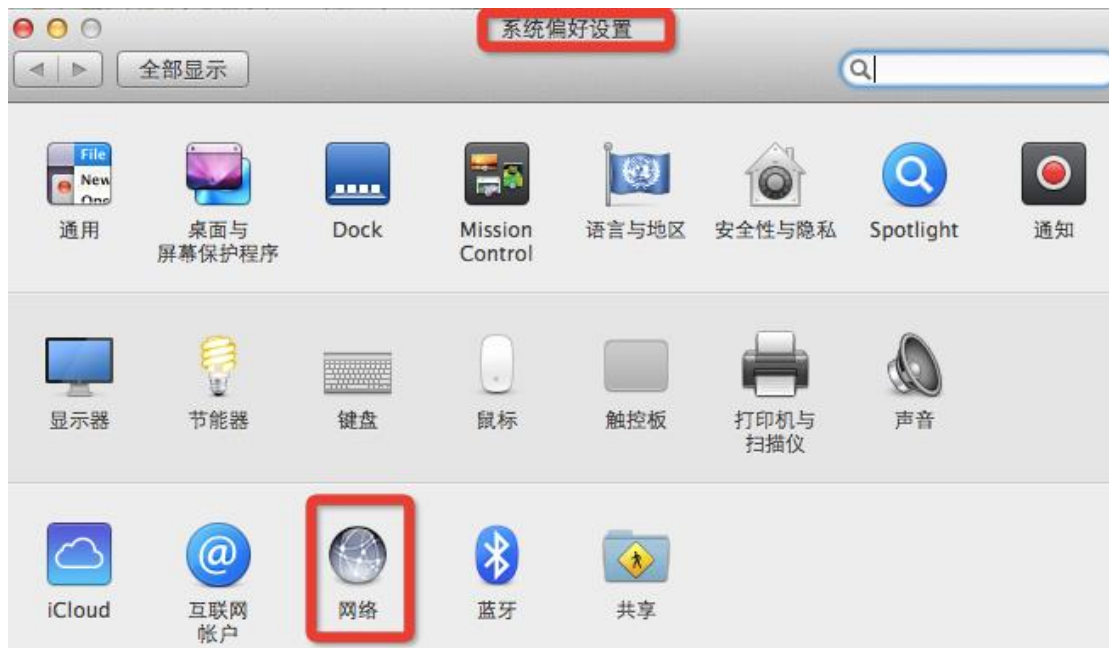 系统偏好设置
全部显示
File
New
通用
桌面与
屏幕保护程序
Dock
Mission
Control
语言与地区
安全性与隐私
Spotlight
通知
显示器
节能器
键盘
鼠标
触控板
打印机与
扫描仪
声音
iCloud
@
互联网
帐户
网络
蓝牙
共享